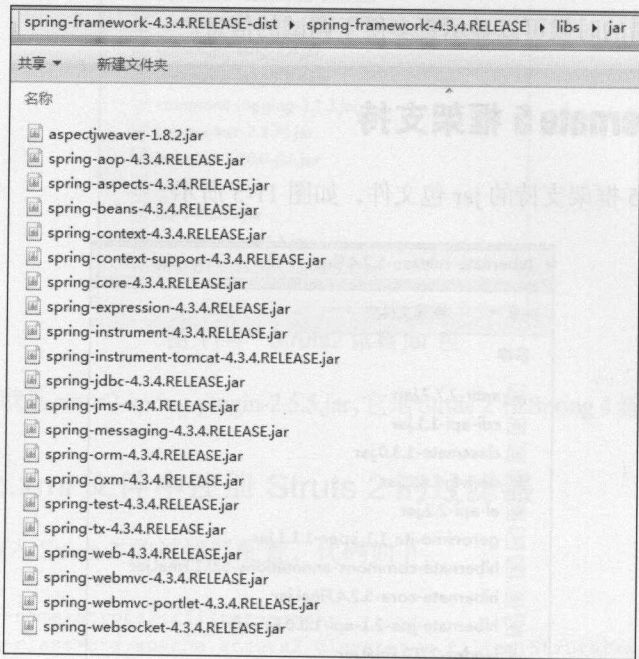 spring-framework-4.3.4.RELEASE-dist ▸ spring-framework-4.3.4.RELEASE ▸ libs ▸ jar
共享 ▼ 新建文件夹
名称
aspectjweaver-1.8.2.jar
spring-aop-4.3.4.RELEASE.jar
spring-aspects-4.3.4.RELEASE.jar
spring-beans-4.3.4.RELEASE.jar
spring-context-4.3.4.RELEASE.jar
spring-context-support-4.3.4.RELEASE.jar
spring-core-4.3.4.RELEASE.jar
spring-expression-4.3.4.RELEASE.jar
spring-instrument-4.3.4.RELEASE.jar
spring-instrument-tomcat-4.3.4.RELEASE.jar
spring-jdbc-4.3.4.RELEASE.jar
spring-jms-4.3.4.RELEASE.jar
spring-messaging-4.3.4.RELEASE.jar
spring-orm-4.3.4.RELEASE.jar
spring-oxm-4.3.4.RELEASE.jar
spring-test-4.3.4.RELEASE.jar
spring-tx-4.3.4.RELEASE.jar
spring-web-4.3.4.RELEASE.jar
spring-webmvc-4.3.4.RELEASE.jar
spring-webmvc-portlet-4.3.4.RELEASE.jar
spring-websocket-4.3.4.RELEASE.jar